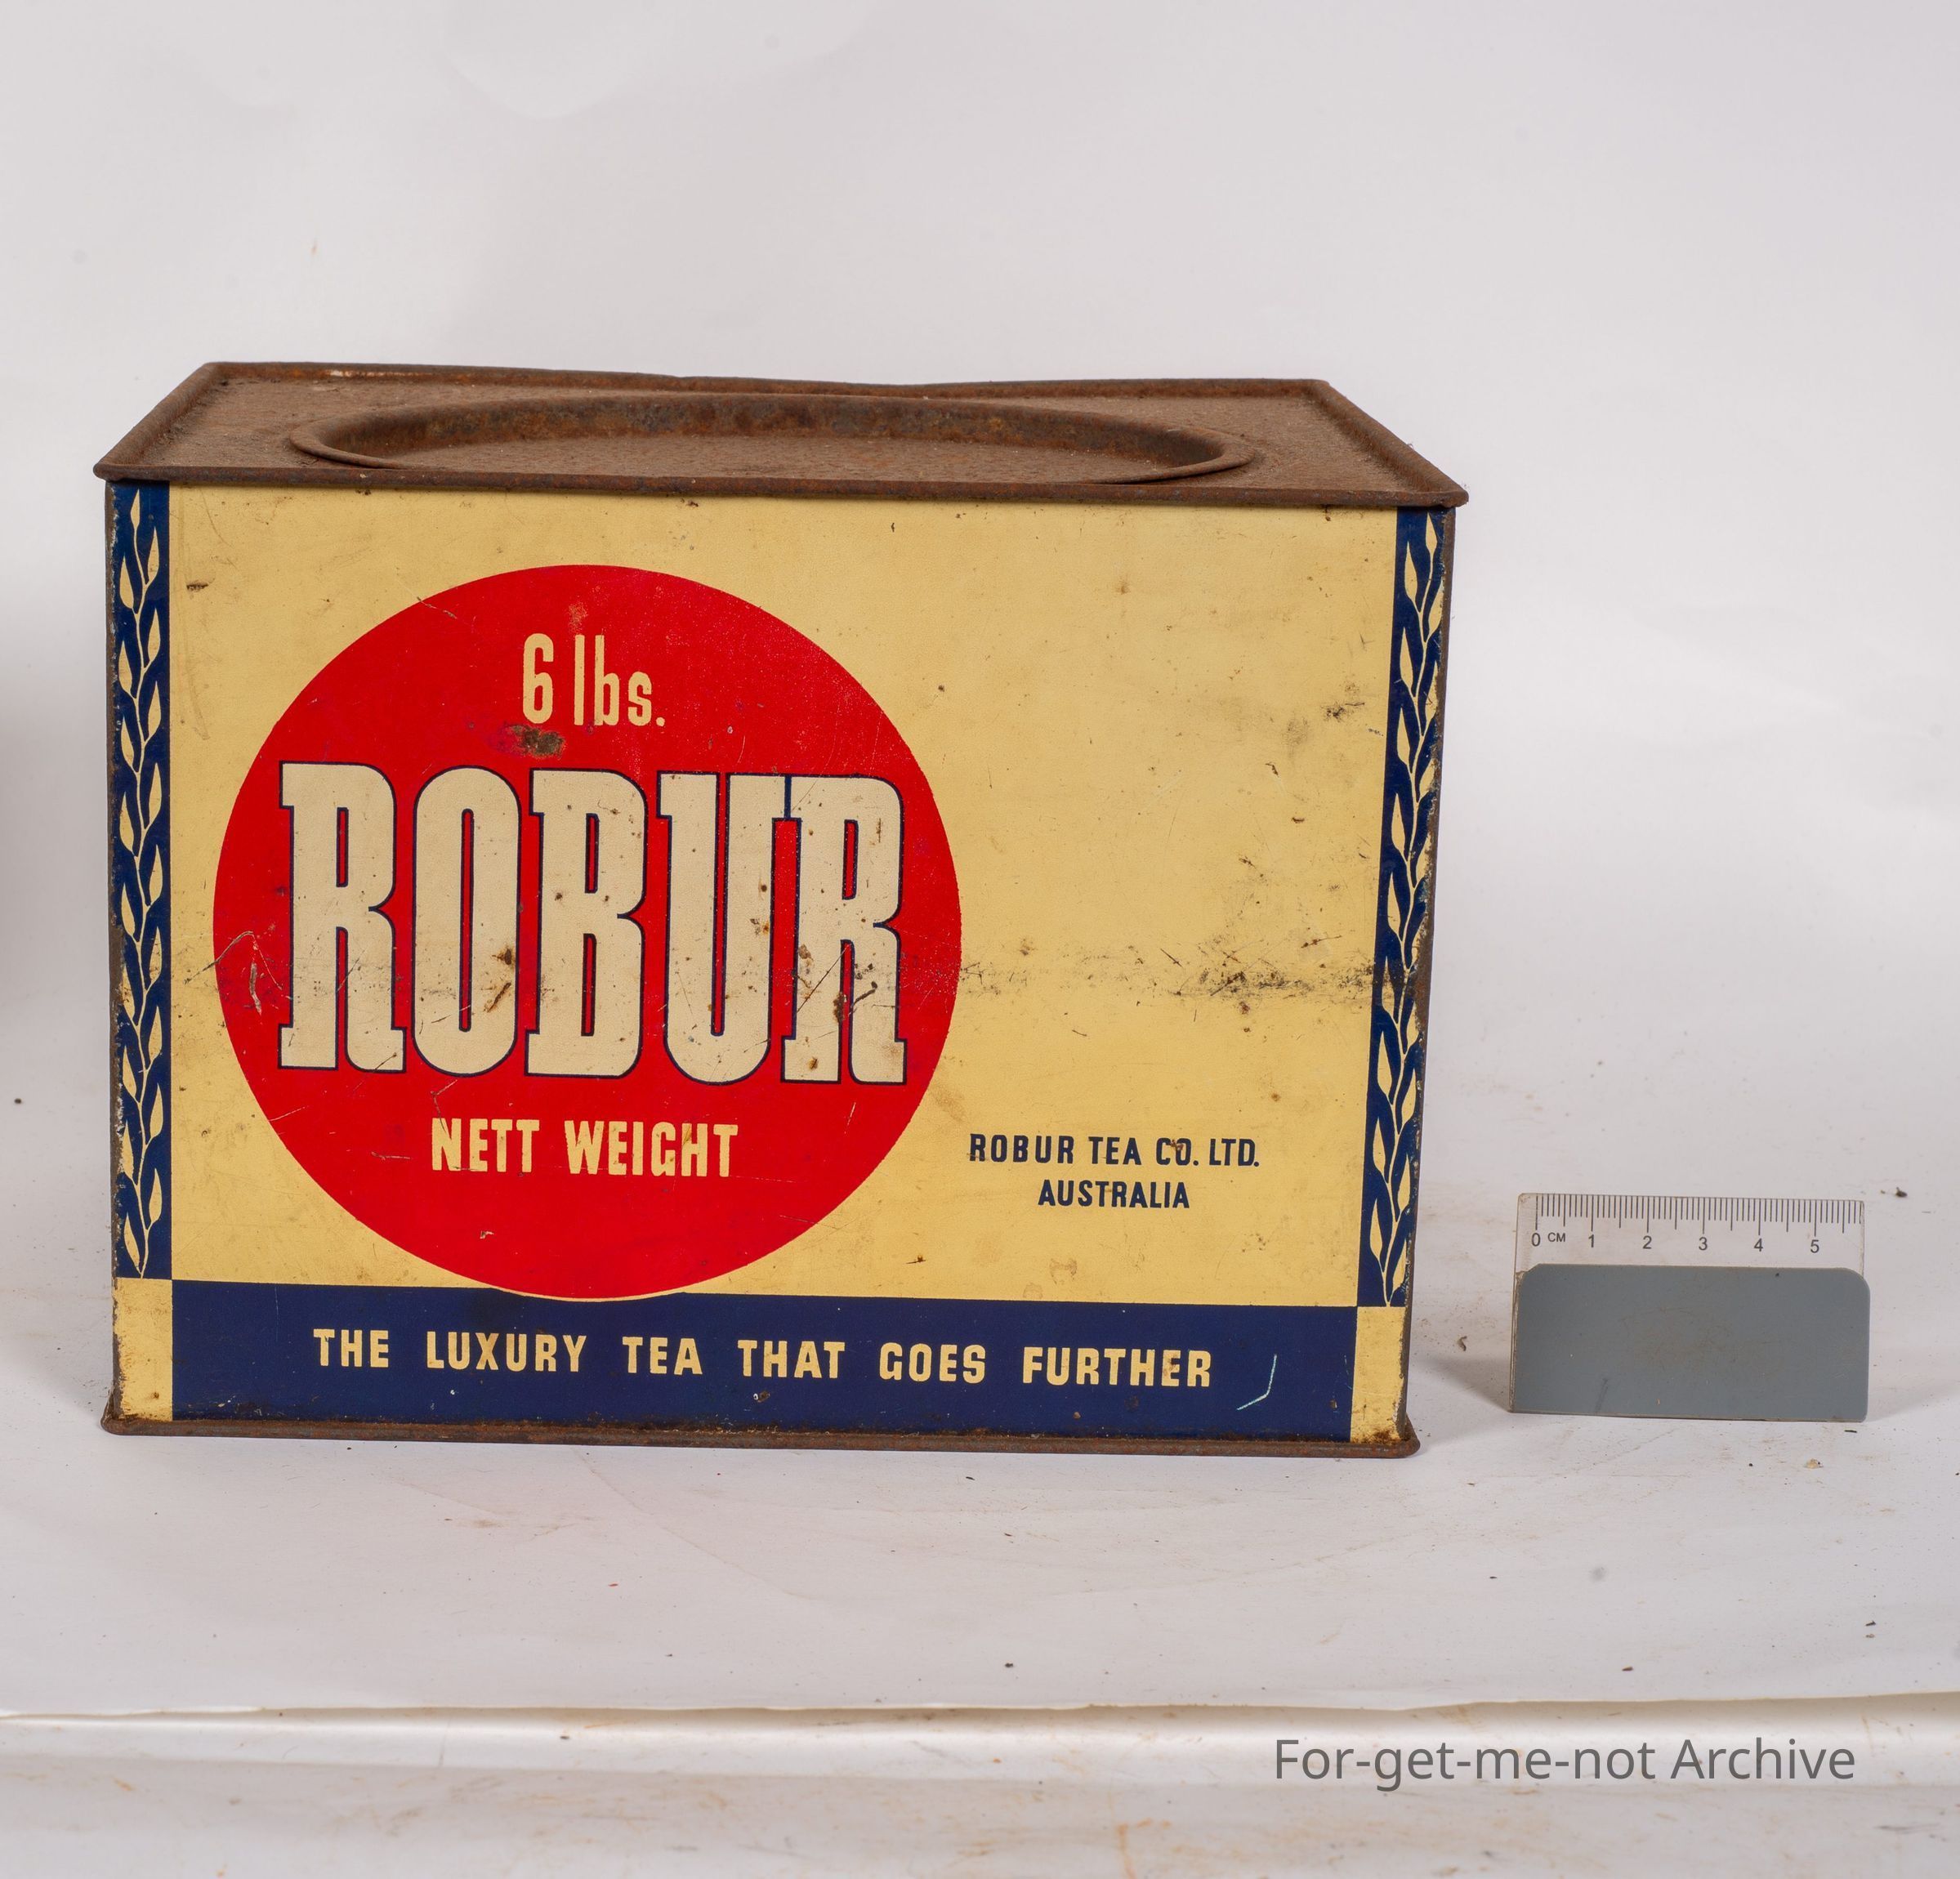 6 lbs.
ROBUR
NETT WEIGHT
ROBUR TEA CO. LTD.
AUSTRALIA
THE LUXURY TEA THAT GOES FURTHER
0 CM 1 2 3 4 5
For-get-me-not Archive